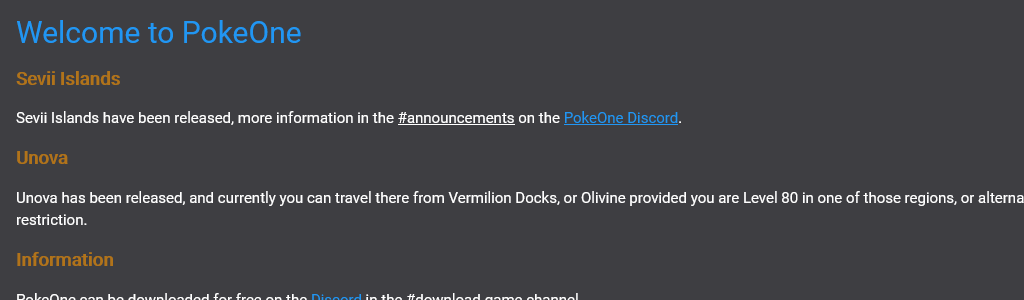 Welcome to PokeOne
Sevii Islands
Sevii Islands have been released, more information in the #announcements on the PokeOne Discord.
Unova
Unova has been released, and currently you can travel there from Vermilion Docks, or Olivine provided you are Level 80 in one of those regions, or alterna
restriction.
Information
PokeOne can be downloaded for free on the Discord in the #download game channel